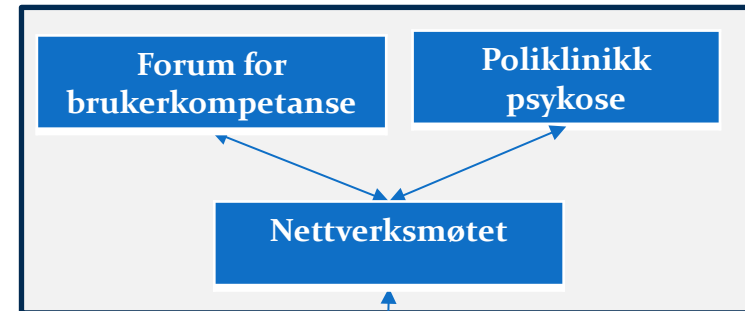 Forum for
brukerkompetanse
Poliklinikk
psykose
Nettverksmøtet